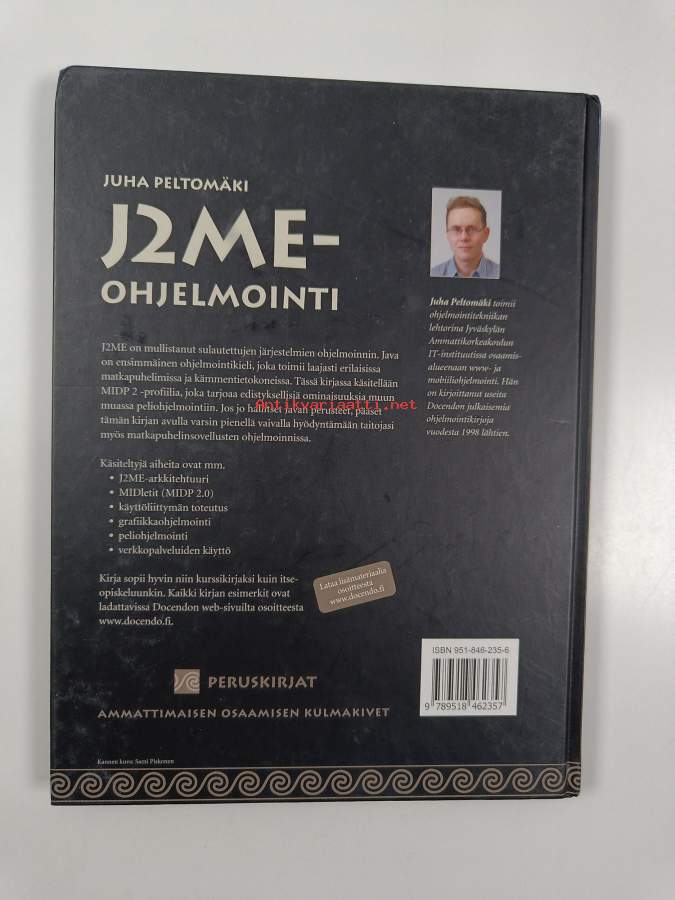 JUHA PELTOMÄKI
J2ME-
OHJELMOINTI
J2ME on mullistanut sulautettujen järjestelmien ohjelmoinnin. Java
on ensimmäinen ohjelmointikieli, joka toimii laajasti erilaisissa
matkapuhelimissa ja kämmentietokoneissa. Tässä kirjassa käsitellään
MIDP 2 -profiilia, joka tarjoaa edistyksellisiä ominaisuuksia muun
muassa peliohjelmointiin. Jos jo hallitset Javan perusteet, pääset
tämän kirjan avulla varsin pienellä vaivalla hyödyntämään taitojasi
myös matkapuhelinsovellusten ohjelmoinnissa.
Käsiteltyjä aiheita ovat mm.
• J2ME-arkkitehtuuri
• MIDletit (MIDP 2.0)
• käyttöliittymän toteutus
• grafiikkaohjelmointi
• peliohjelmointi
• verkkopalveluiden käyttö
Kirja sopii hyvin niin kurssikirjaksi kuin itse-
opiskeluunkin. Kaikki kirjan esimerkit ovat
ladattavissa Docendon web-sivuilta osoitteesta
www.docendo.fi.
Lataa lisämateriaalia
osoitteesta
www.docendo.fi
Juha Peltomäki toimii
ohjelmointitekniikan
lehtorina Jyväskylän
Ammattikorkeakoulun
IT-instituutissa osaamis-
alueenaan www- ja
mobiiliohjelmointi. Hän
on kirjoittanut useita
Docendon julkaisemia
ohjelmointikirjoja
vuodesta 1998 lähtien.
Antikvariaatti.net
ISBN 951-846-235-6
9 789518 462357
PERUSKIRJAT
AMMATTIMAISEN OSAAMISEN KULMAKIVET
Kannen kuva: Sami Piskonen